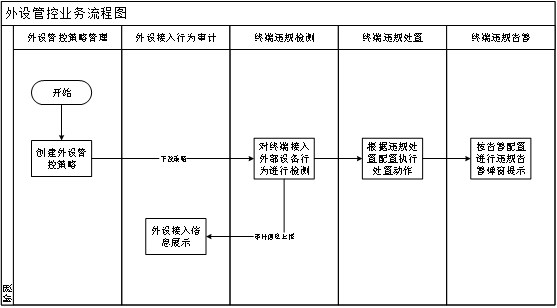 外设管控业务流程图
外设管控策略管理
外设接入行为审计
终端违规检测
终端违规处置
终端违规告警
开始
创建外设管
控策略
下发策略
对终端接入
外部设备行
为进行检测
根据违规处
置配置执行
处置动作
按告警配置
进行违规告
警弹窗提示
外设接入信
息展示
审计信息上报
阶段